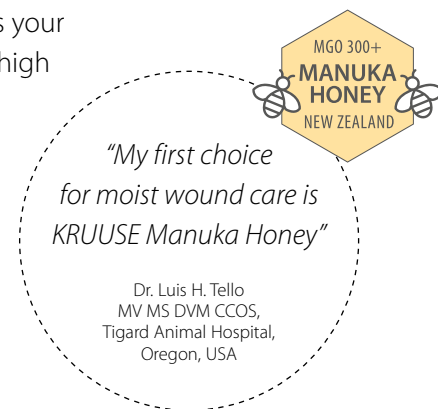 s your
high
MGO 300+
MANUKA
HONEY
NEW ZEALAND
“My first choice
for moist wound care is
KRUUSE Manuka Honey”
Dr. Luis H. Tello
MV MS DVM CCOS,
Tigard Animal Hospital,
Oregon, USA